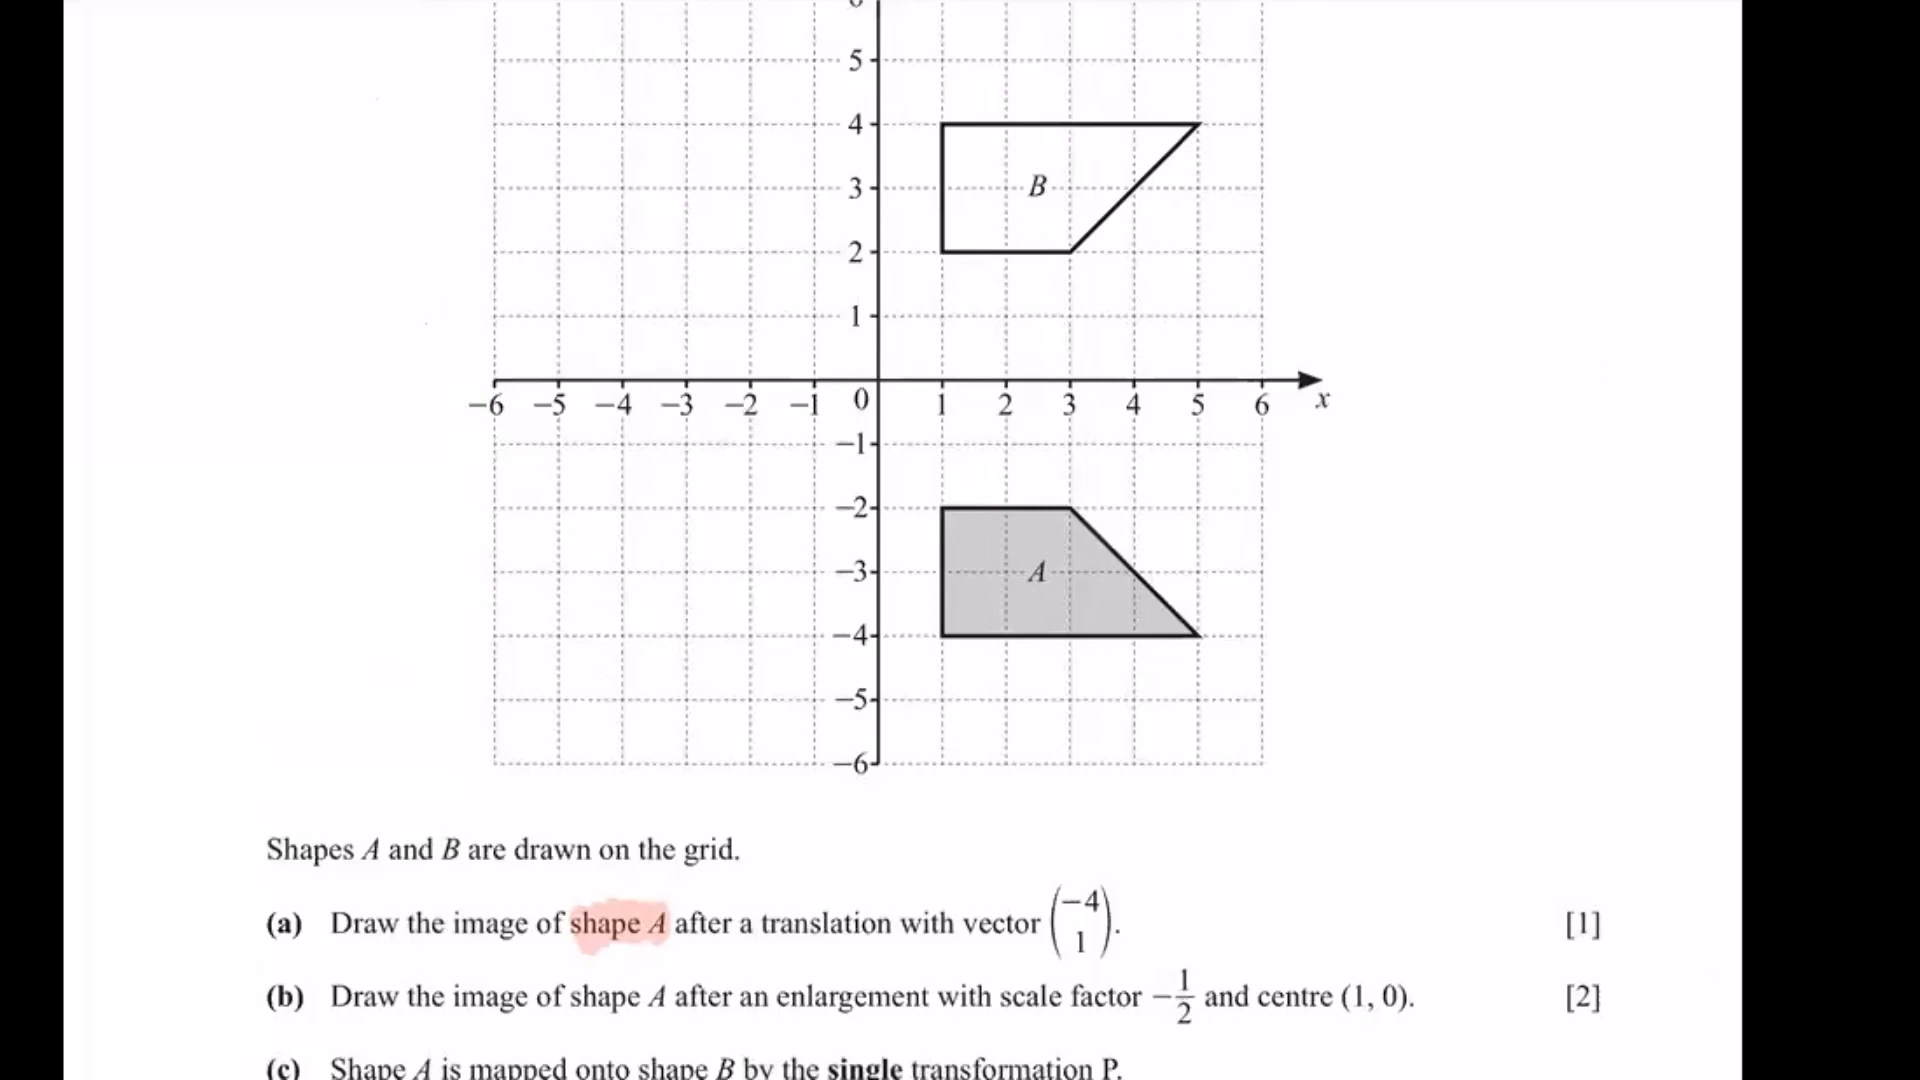 5
4
B
3
2
1
−6 −5 −4 −3 −2 −1 0 1 2 3 4 5 6 x
−1
−2
−3 A
−4
−5
−6
Shapes A and B are drawn on the grid.
(a) Draw the image of shape A after a translation with vector (−4 1). [1]
(b) Draw the image of shape A after an enlargement with scale factor −1/2 and centre (1, 0). [2]
(c) Shape A is mapped onto shape B by the single transformation P.